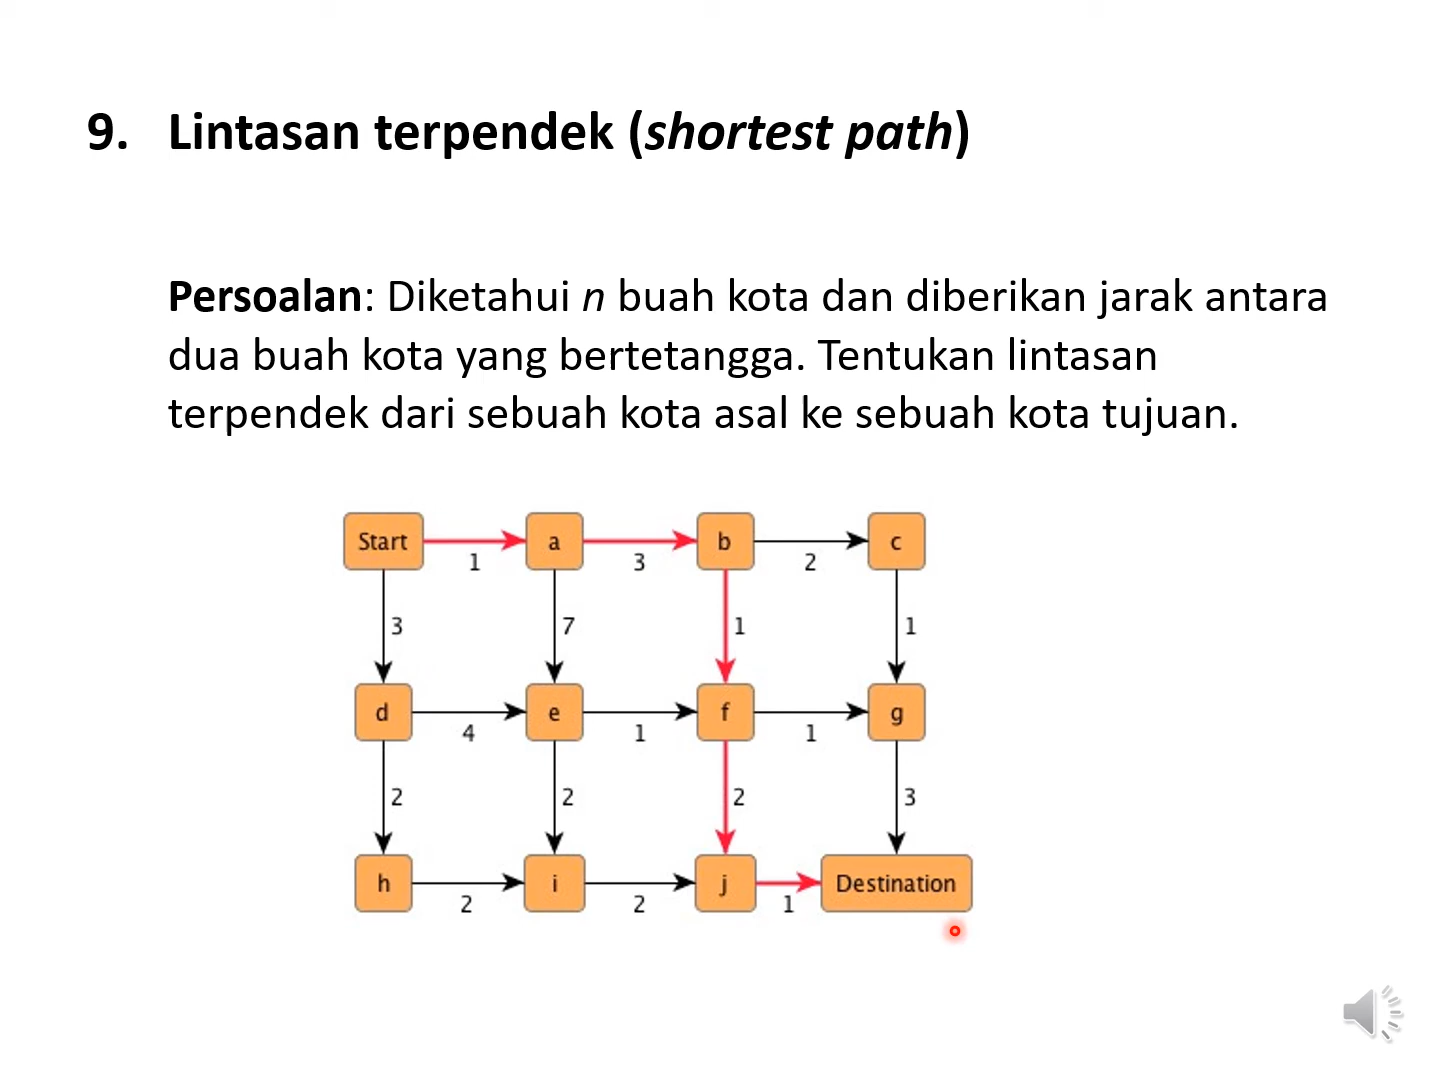 9. Lintasan terpendek (shortest path)
Persoalan: Diketahui n buah kota dan diberikan jarak antara
dua buah kota yang bertetangga. Tentukan lintasan
terpendek dari sebuah kota asal ke sebuah kota tujuan.
Start a b c
1 3 2
3 7 1 1
d e f g
4 1 1
2 2 2 3
h i j Destination
2 2 1